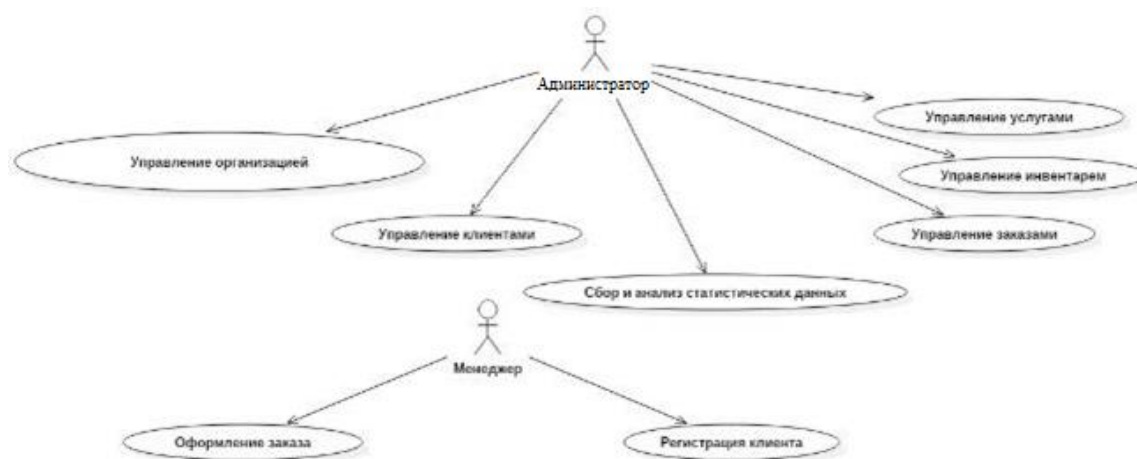 Администратор
Управление услугами
Управление организацией
Управление инвентарем
Управление клиентами
Управление заказами
Сбор и анализ статистических данных
Менеджер
Оформление заказа
Регистрация клиента